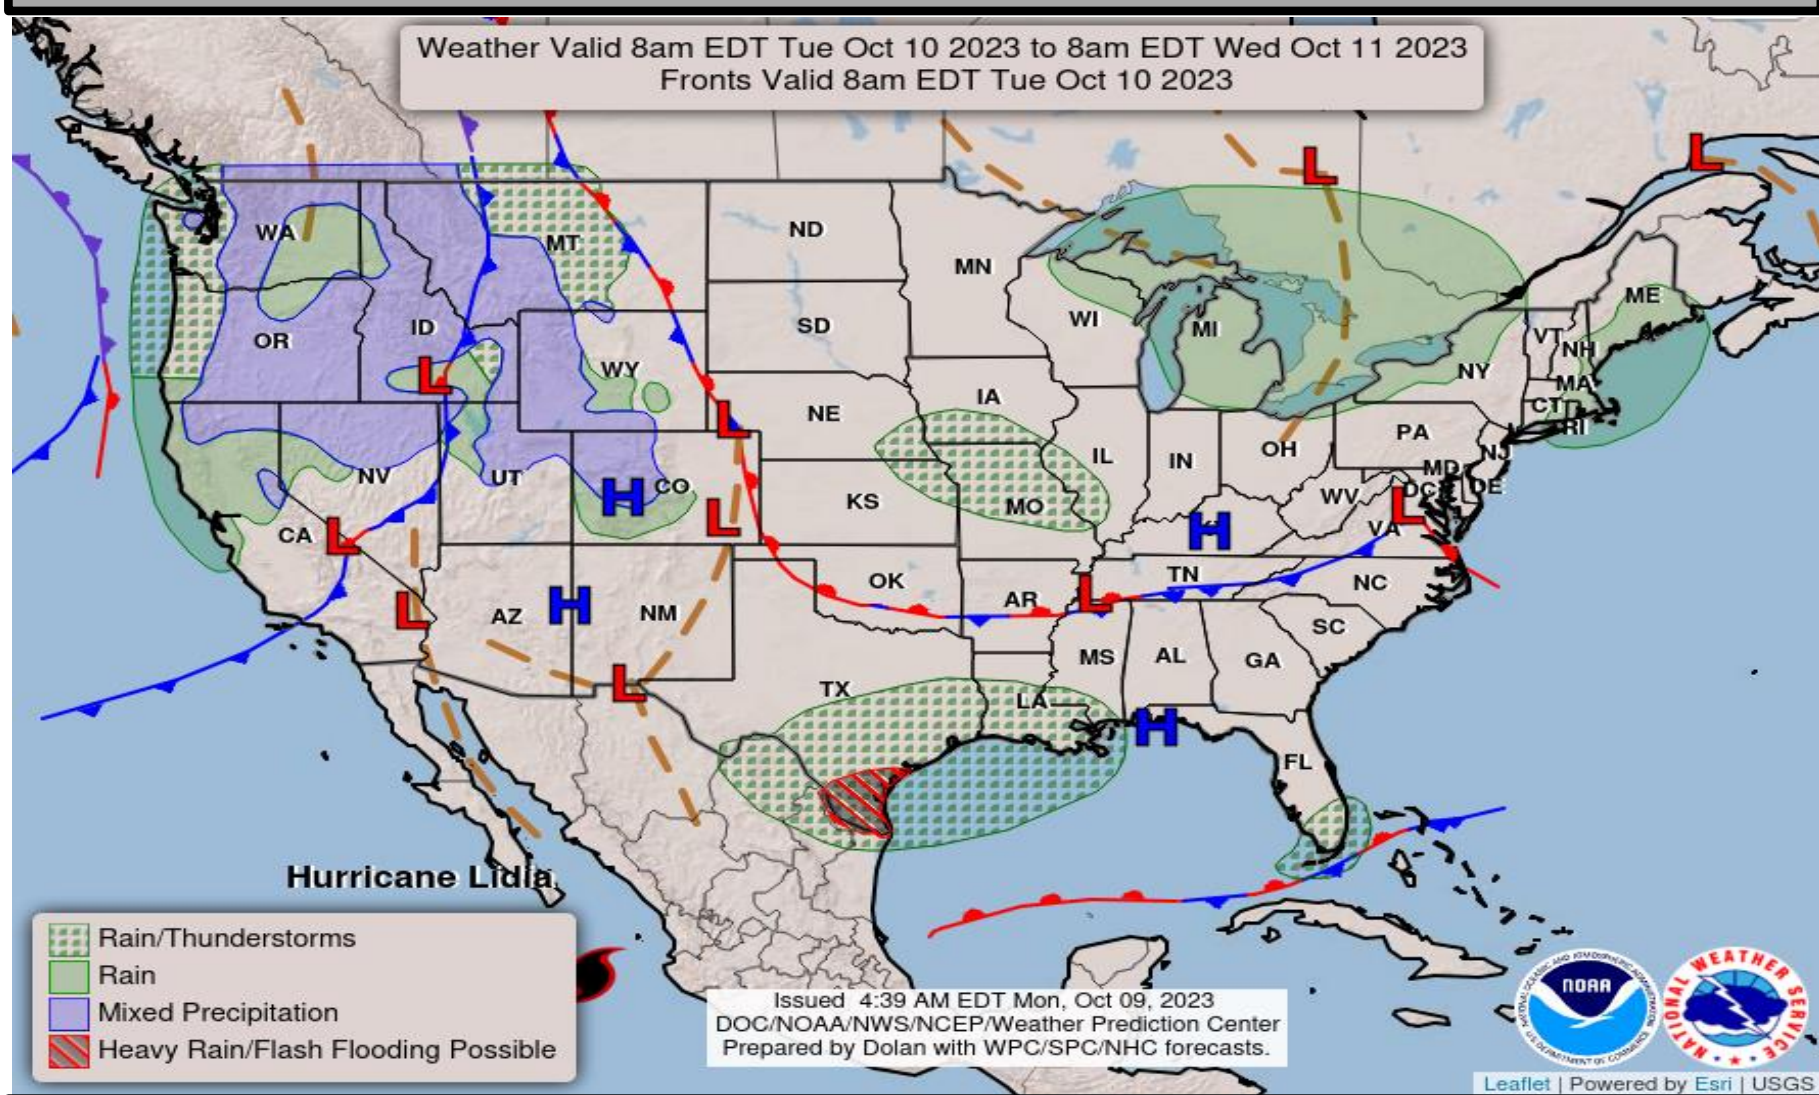 Weather Valid 8am EDT Tue Oct 10 2023 to 8am EDT Wed Oct 11 2023
Fronts Valid 8am EDT Tue Oct 10 2023
L
L
WA
MT
ND
MN
ME
OR
ID
SD
WI
MI
VT
NH
L
WY
NY
MA
L
NE
IA
CT
RI
NV
UT
H
CO
KS
MO
IL
IN
OH
PA
NJ
MD
DC
DE
WV
L
VA
CA
L
L
H
L
AZ
H
NM
OK
AR
L
TN
NC
SC
L
TX
LA
MS
AL
GA
H
FL
Hurricane Lidia
Rain/Thunderstorms
Rain
Mixed Precipitation
Heavy Rain/Flash Flooding Possible
Issued 4:39 AM EDT Mon, Oct 09, 2023
DOC/NOAA/NWS/NCEP/Weather Prediction Center
Prepared by Dolan with WPC/SPC/NHC forecasts.
NOAA
NATIONAL WEATHER SERVICE
Leaflet | Powered by Esri | USGS